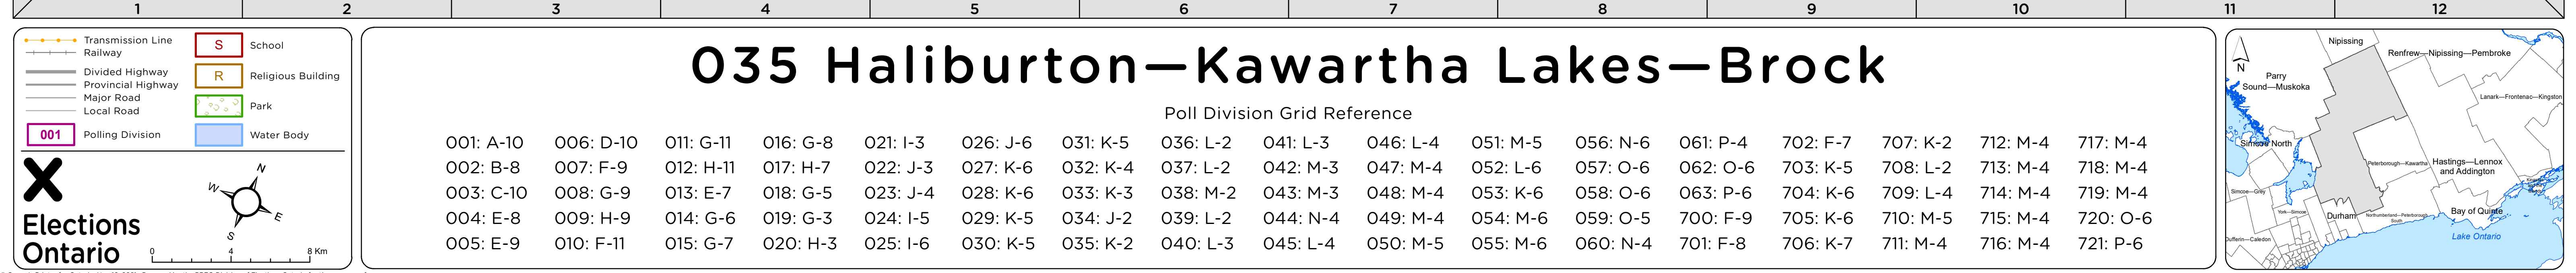 1 2 3 4 5 6 7 8 9 10 11 12
Transmission Line
Railway
Divided Highway
Provincial Highway
Major Road
Local Road
001 Polling Division
S School
R Religious Building
Park
Water Body
Elections
Ontario
N
W
E
S
0 4 8 Km
035 Haliburton—Kawartha Lakes—Brock
Poll Division Grid Reference
001: A-10 006: D-10 011: G-11 016: G-8 021: I-3 026: J-6 031: K-5 036: L-2 041: L-3 046: L-4 051: M-5 056: N-6 061: P-4 702: F-7 707: K-2 712: M-4 717: M-4
002: B-8 007: F-9 012: H-11 017: H-7 022: J-3 027: K-6 032: K-4 037: L-2 042: M-3 047: M-4 052: L-6 057: O-6 062: O-6 703: K-5 708: L-2 713: M-4 718: M-4
003: C-10 008: G-9 013: E-7 018: G-5 023: J-4 028: K-6 033: K-3 038: M-2 043: M-3 048: M-4 053: K-6 058: O-6 063: P-6 704: K-6 709: L-4 714: M-4 719: M-4
004: E-8 009: H-9 014: G-6 019: G-3 024: I-5 029: K-5 034: J-2 039: L-2 044: N-4 049: M-4 054: M-6 059: O-5 700: F-9 705: K-6 710: M-5 715: M-4 720: O-6
005: E-9 010: F-11 015: G-7 020: H-3 025: I-6 030: K-5 035: K-2 040: L-3 045: L-4 050: M-5 055: M-6 060: N-4 701: F-8 706: K-7 711: M-4 716: M-4 721: P-6
N
Nipissing
Renfrew—Nipissing—Pembroke
Parry
Sound—Muskoka
Lanark—Frontenac—Kingston
Simcoe North
Peterborough—Kawartha
Hastings—Lennox
and Addington
Simcoe—Grey
York—Simcoe
Durham
Northumberland—Peterborough
South
Bay of Quinte
Dufferin—Caledon
Lake Ontario